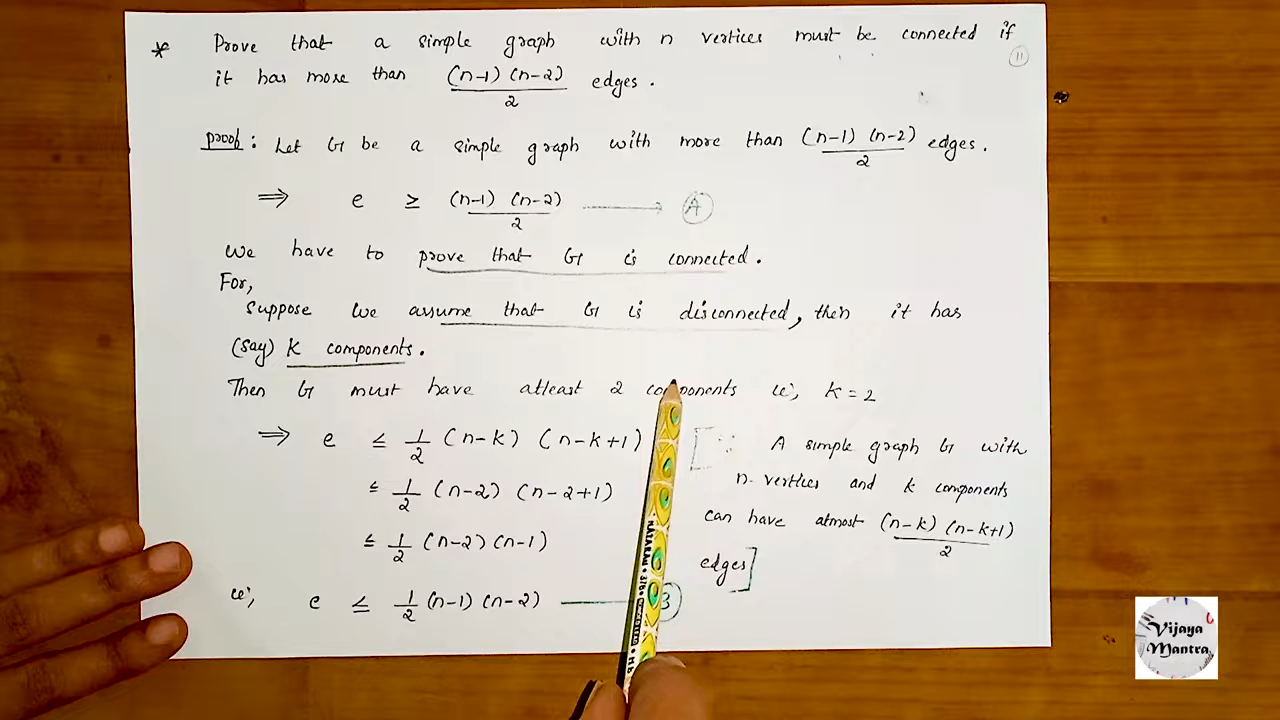 * Prove that a simple graph with n vertices must be connected if
11
it has more than (n-1) (n-2) / 2 edges.
proof: Let G be a simple graph with more than (n-1) (n-2) / 2 edges.
⟹ e ≥ (n-1) (n-2) / 2 → A
We have to prove that G is connected.
For,
Suppose we assume that G is disconnected, then it has
(say) K components.
Then G must have atleast 2 components ie; K = 2
⟹ e ≤ 1/2 (n-k) (n-k+1) [∵ A simple graph G with
≤ 1/2 (n-2) (n-2+1) n-vertices and k components
can have atmost (n-k) (n-k+1) / 2
≤ 1/2 (n-2) (n-1) edges]
ie; e ≤ 1/2 (n-1) (n-2)
Vijaya
Mantra
NATARAJ